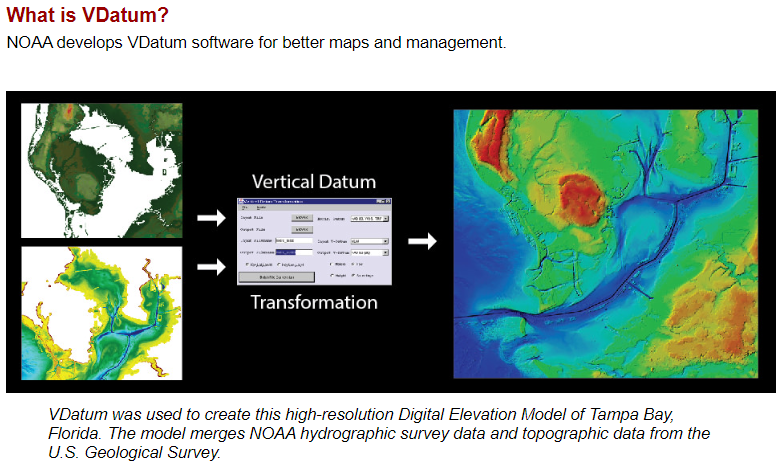 What is VDatum?
NOAA develops VDatum software for better maps and management.
Vertical Datum
Transformation
VDatum was used to create this high-resolution Digital Elevation Model of Tampa Bay,
Florida. The model merges NOAA hydrographic survey data and topographic data from the
U.S. Geological Survey.